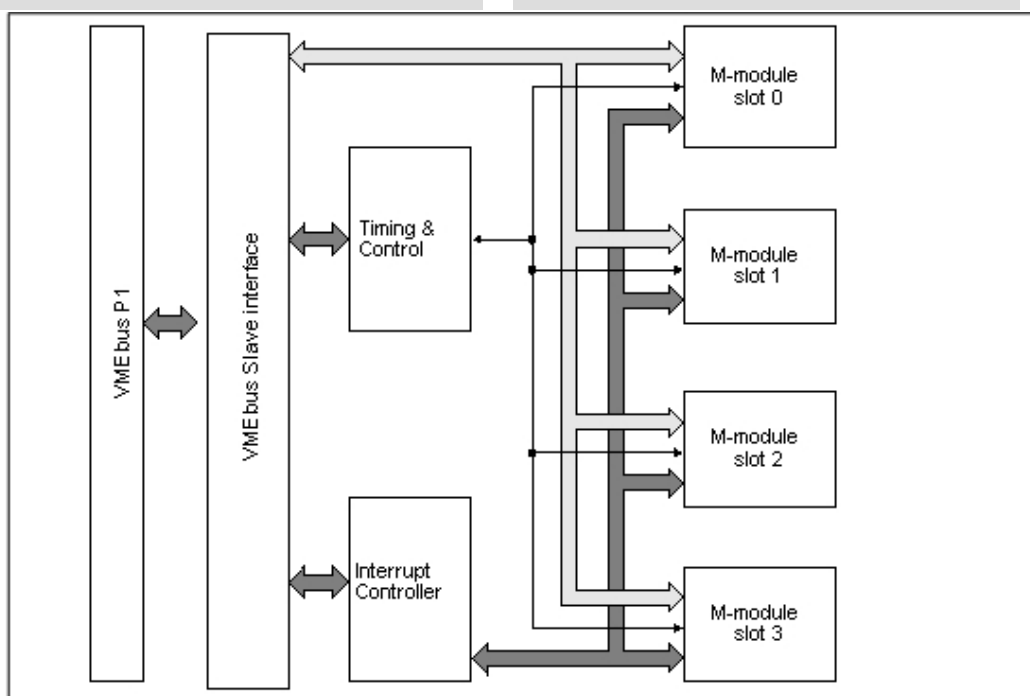 VMEbus P1
VMEbus Slave interface
Timing &
Control
Interrupt
Controller
M-module
slot 0
M-module
slot 1
M-module
slot 2
M-module
slot 3